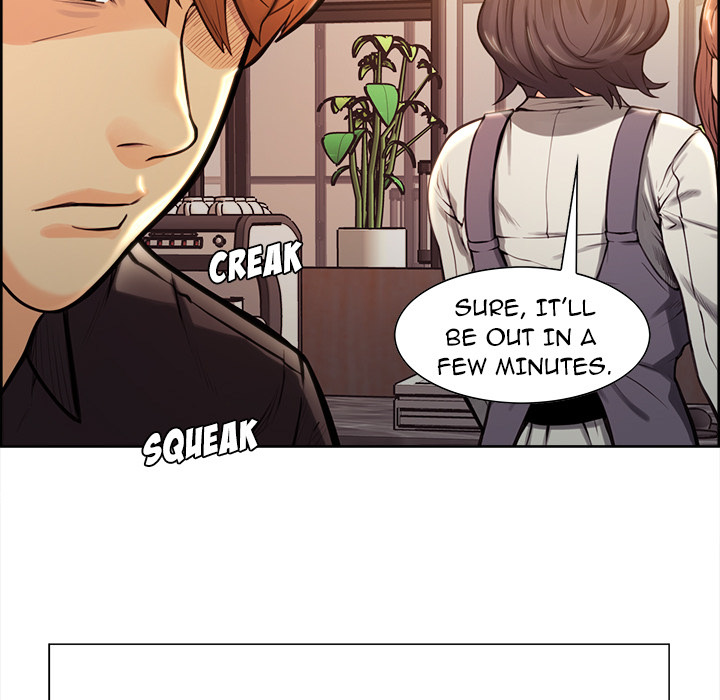 CREAK
SURE, IT'LL
BE OUT IN A
FEW MINUTES.
SQUEAK